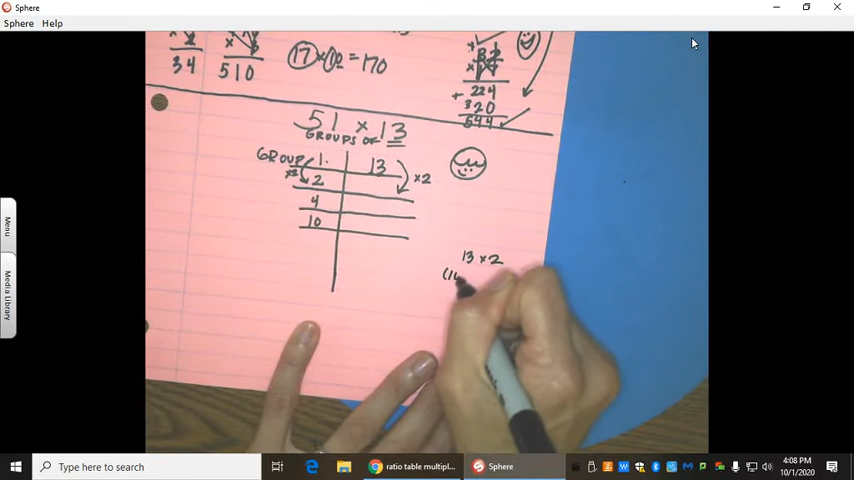 Sphere
Sphere Help
34
510
17 × 10 = 170
224
+ 320
544
51 × 13
GROUPS OF
GROUP 1. 13
×2 2 ×2
4
10
13 × 2
(10
Menu
Media Library
Type here to search
ratio table multipl...
Sphere
4:08 PM
10/1/2020